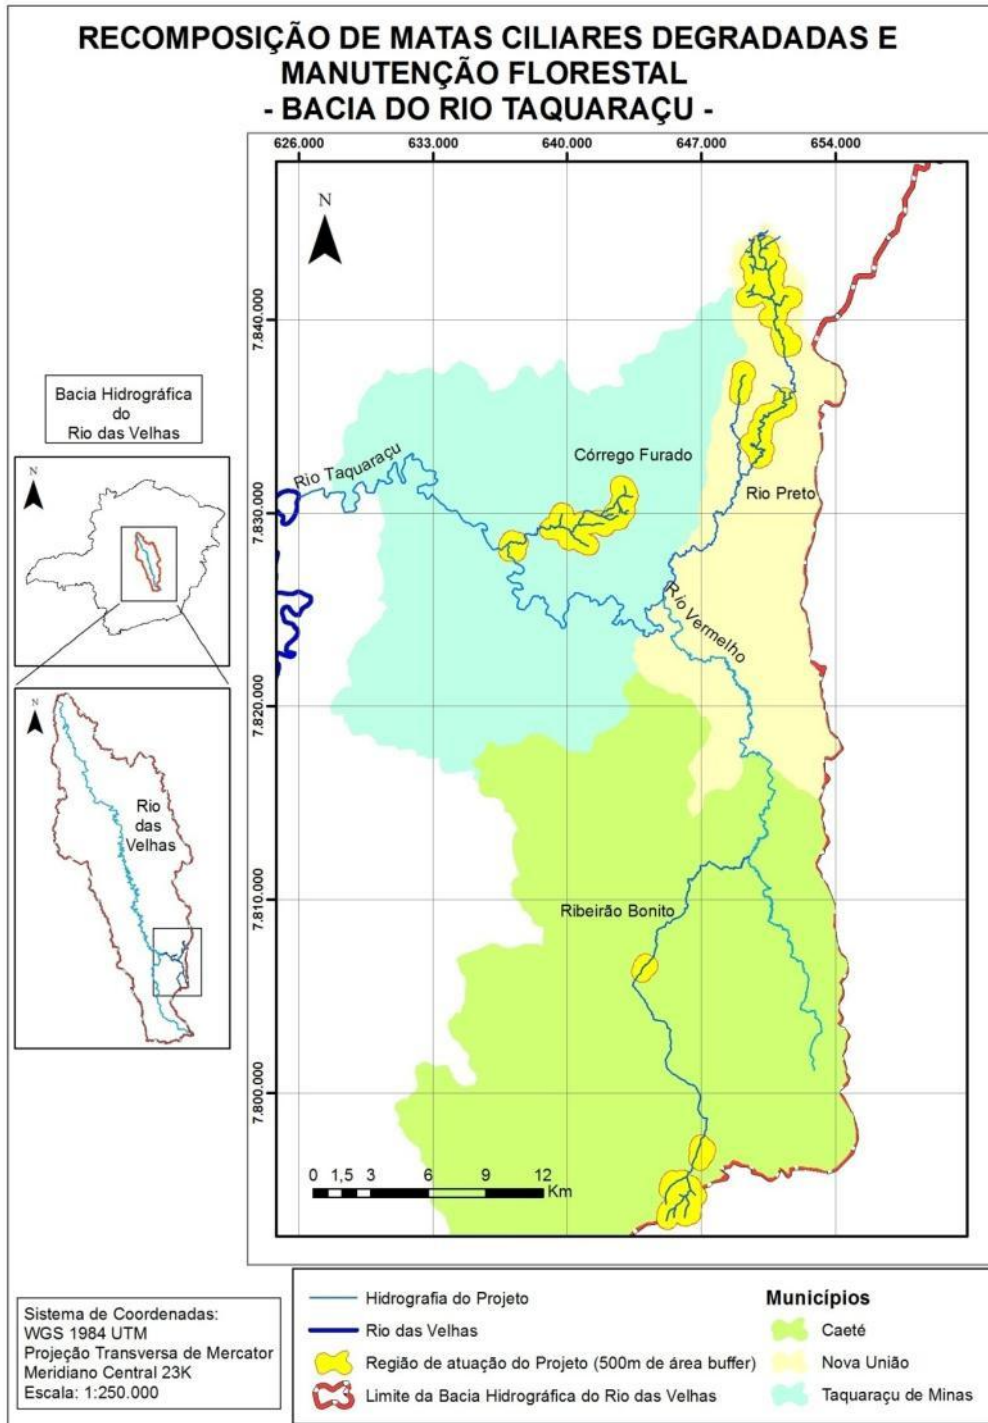 RECOMPOSIÇÃO DE MATAS CILIARES DEGRADADAS E
MANUTENÇÃO FLORESTAL
- BACIA DO RIO TAQUARAÇU -
626.000 633.000 640.000 647.000 654.000
N
7.840.000
7.830.000
7.820.000
7.810.000
7.800.000
Bacia Hidrográfica
do
Rio das Velhas
N
N
Rio
das
Velhas
Rio Taquaraçu
Córrego Furado
Rio Preto
Rio Vermelho
Ribeirão Bonito
0 1,5 3 6 9 12
Km
Sistema de Coordenadas:
WGS 1984 UTM
Projeção Transversa de Mercator
Meridiano Central 23K
Escala: 1:250.000
Hidrografia do Projeto
Rio das Velhas
Região de atuação do Projeto (500m de área buffer)
Limite da Bacia Hidrográfica do Rio das Velhas
Municípios
Caeté
Nova União
Taquaraçu de Minas